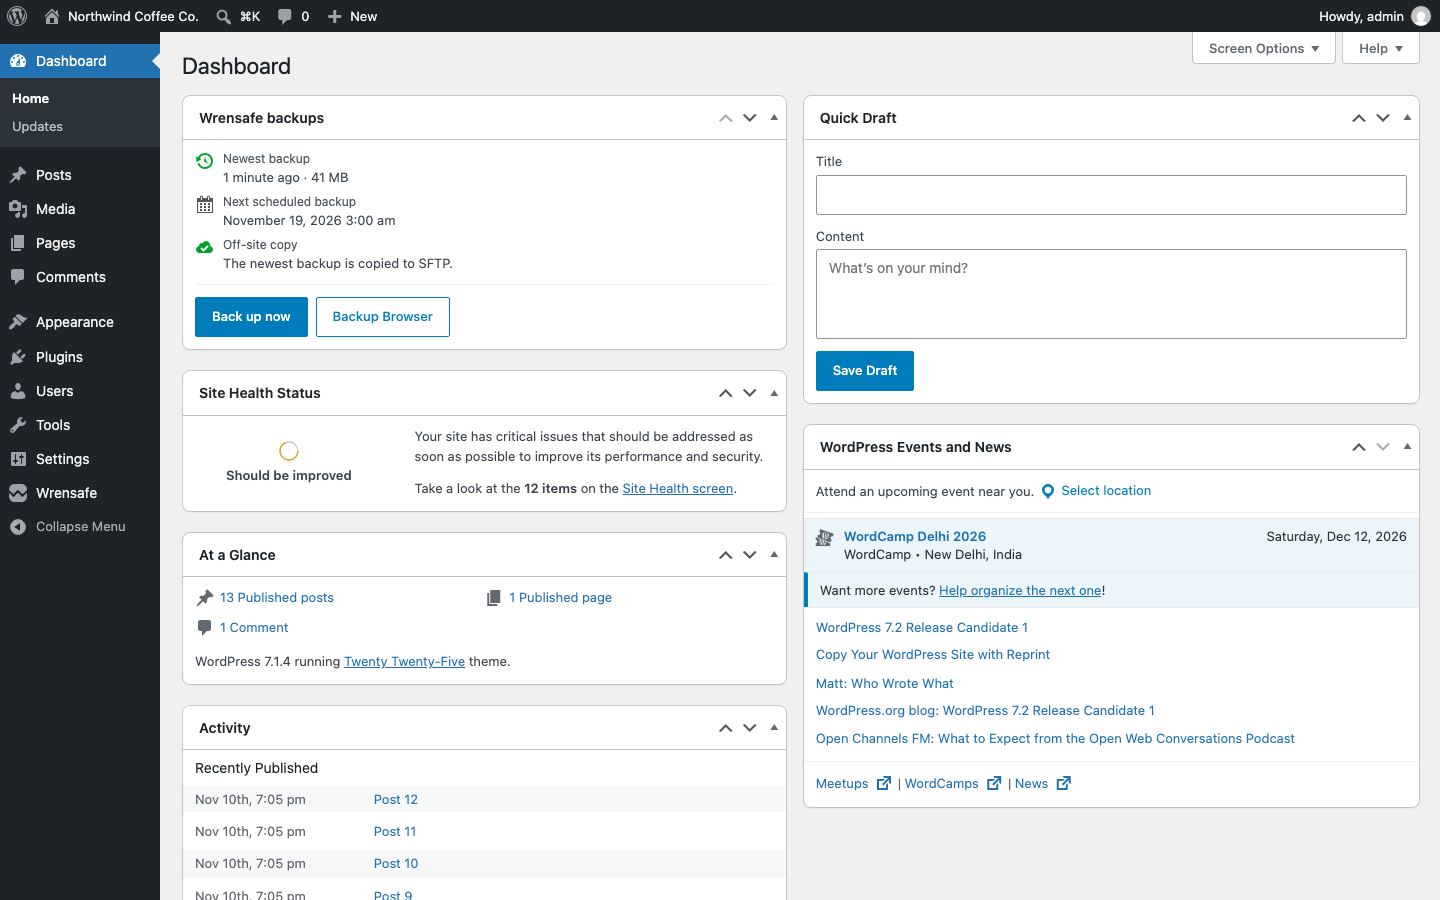 Northwind Coffee Co.
⌘K
0
New
Howdy, admin
Dashboard
Home
Updates
Posts
Media
Pages
Comments
Appearance
Plugins
Users
Tools
Settings
Wrensafe
Collapse Menu
Screen Options
Help
Dashboard
Wrensafe backups
Newest backup
1 minute ago · 41 MB
Next scheduled backup
November 19, 2026 3:00 am
Off-site copy
The newest backup is copied to SFTP.
Back up now
Backup Browser
Site Health Status
Should be improved
Your site has critical issues that should be addressed as
soon as possible to improve its performance and security.
Take a look at the 12 items on the Site Health screen.
At a Glance
13 Published posts
1 Published page
1 Comment
WordPress 7.1.4 running Twenty Twenty-Five theme.
Activity
Recently Published
Nov 10th, 7:05 pm Post 12
Nov 10th, 7:05 pm Post 11
Nov 10th, 7:05 pm Post 10
Nov 10th, 7:05 pm Post 9
Quick Draft
Title
Content
What's on your mind?
Save Draft
WordPress Events and News
Attend an upcoming event near you. Select location
WordCamp Delhi 2026
Saturday, Dec 12, 2026
WordCamp • New Delhi, India
Want more events? Help organize the next one!
WordPress 7.2 Release Candidate 1
Copy Your WordPress Site with Reprint
Matt: Who Wrote What
WordPress.org blog: WordPress 7.2 Release Candidate 1
Open Channels FM: What to Expect from the Open Web Conversations Podcast
Meetups | WordCamps | News